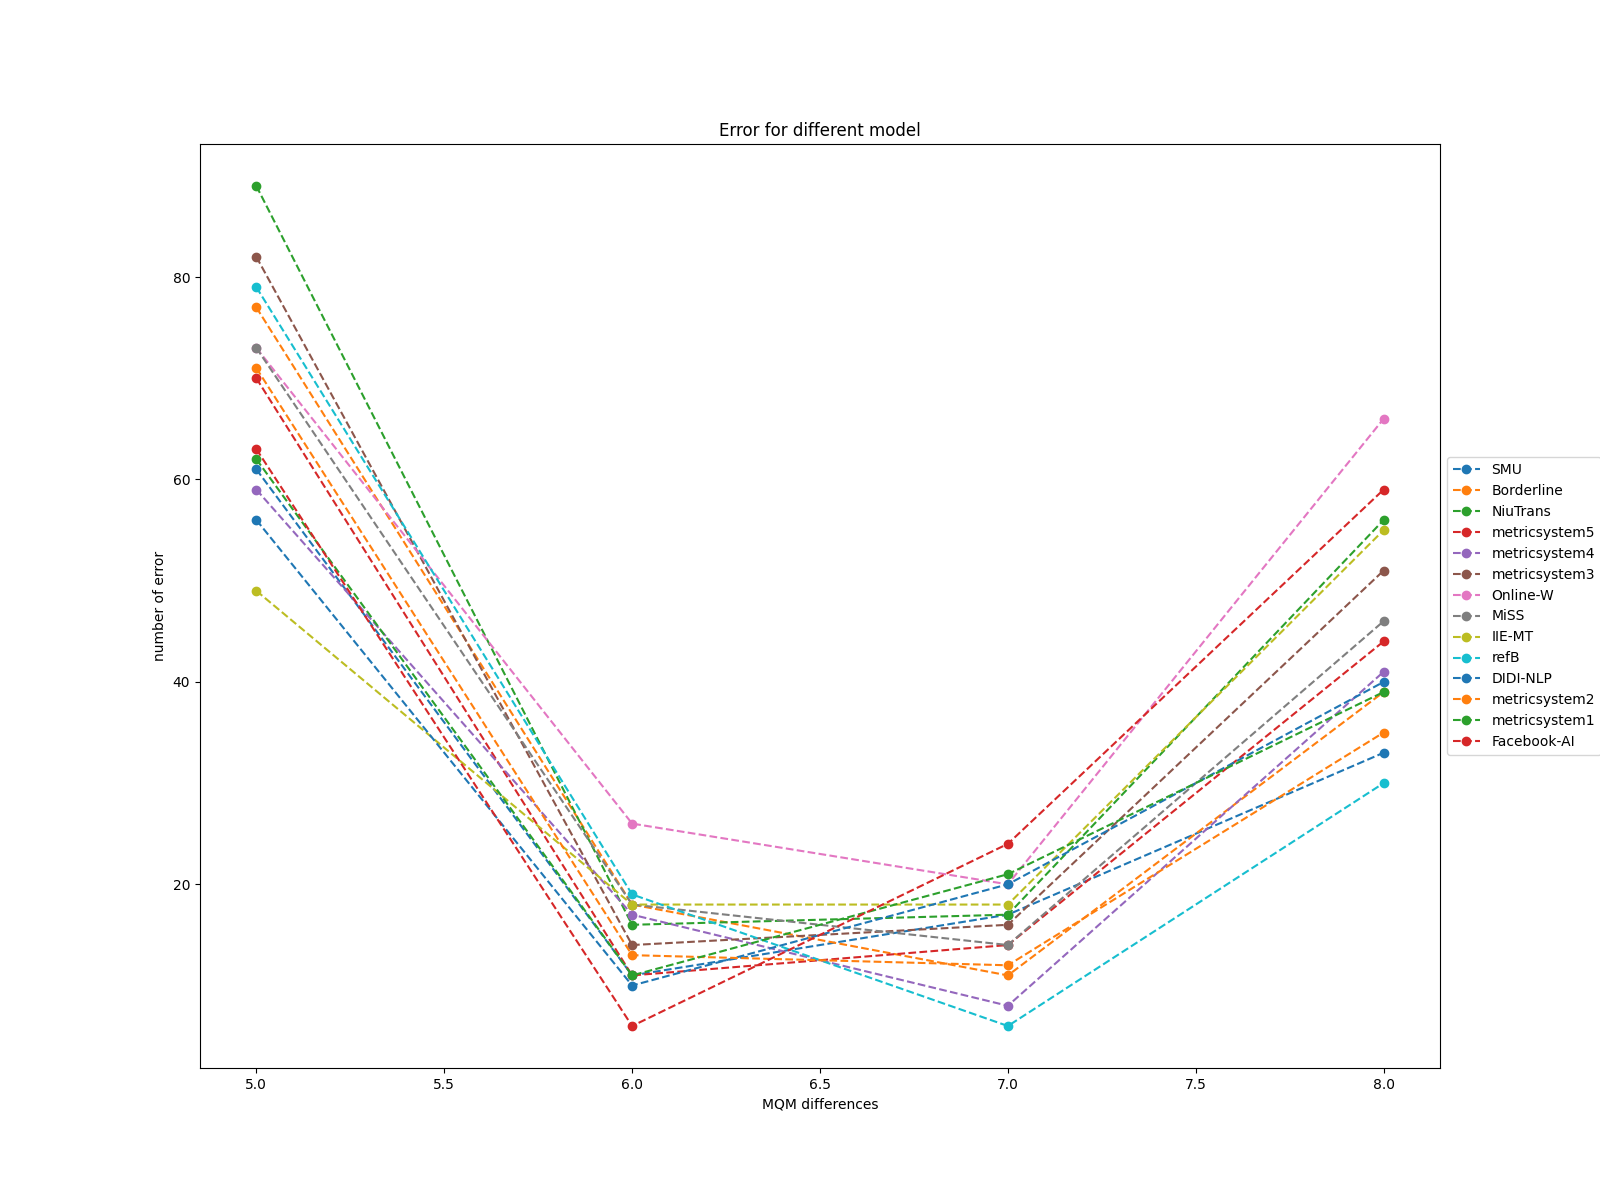 Error for different model
80
60
40
20
number of error
5.0
5.5
6.0
6.5
7.0
7.5
8.0
MQM differences
SMU
Borderline
NiuTrans
metricsystem5
metricsystem4
metricsystem3
Online-W
MiSS
IIE-MT
refB
DIDI-NLP
metricsystem2
metricsystem1
Facebook-AI